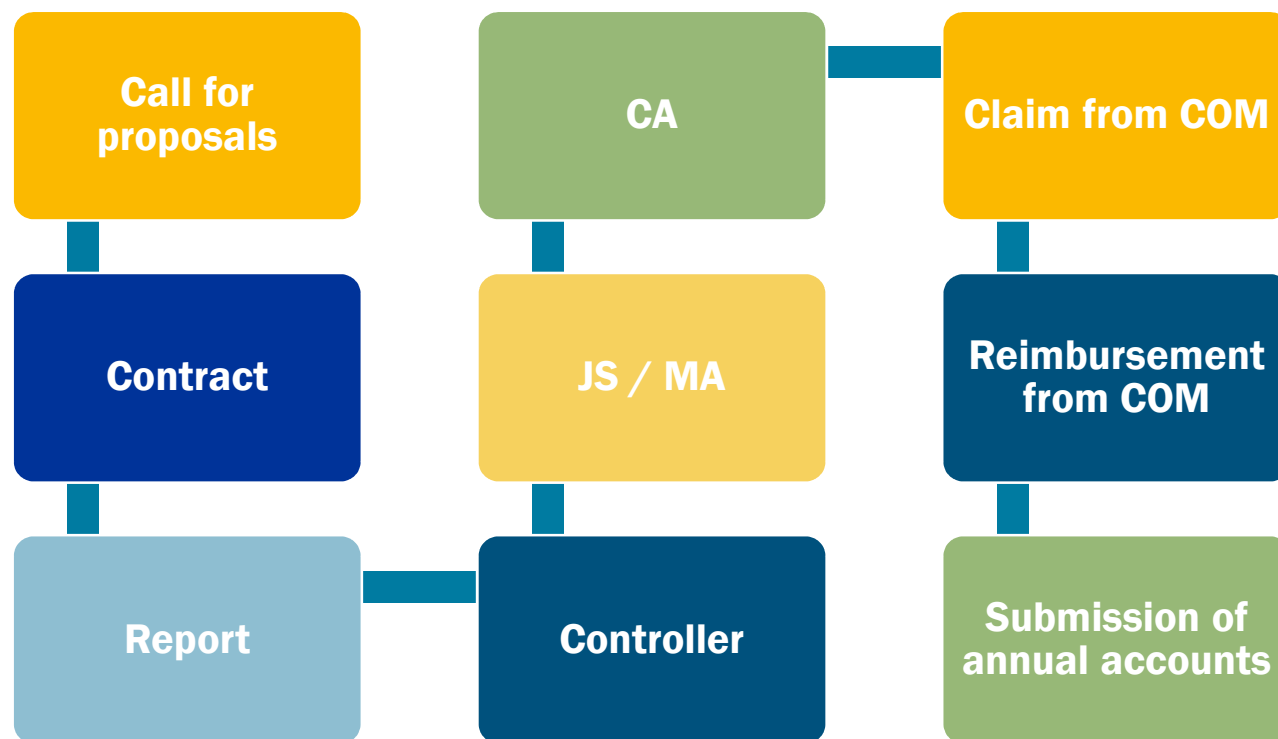 Call for
proposals
Contract
Report
Controller
JS / MA
CA
Claim from COM
Reimbursement
from COM
Submission of
annual accounts